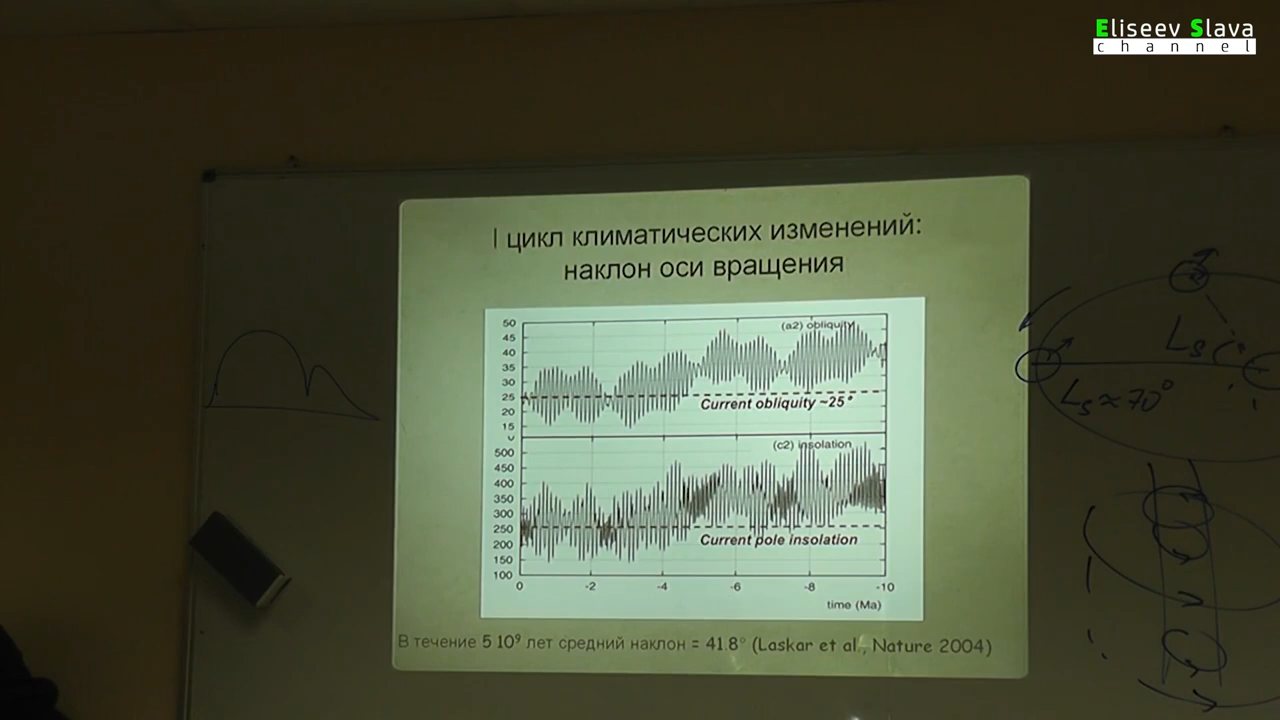 Eliseev Slava
channel
I цикл климатических изменений:
наклон оси вращения
(a2) obliquity
50
45
40
35
30
25
20
15
Current obliquity ~25°
(c2) insolation
500
450
400
350
300
250
200
150
100
Current pole insolation
0 -2 -4 -6 -8 -10
time (Ma)
В течение 5·10⁹ лет средний наклон = 41.8° (Laskar et al., Nature 2004)
Ls
Ls≈70°